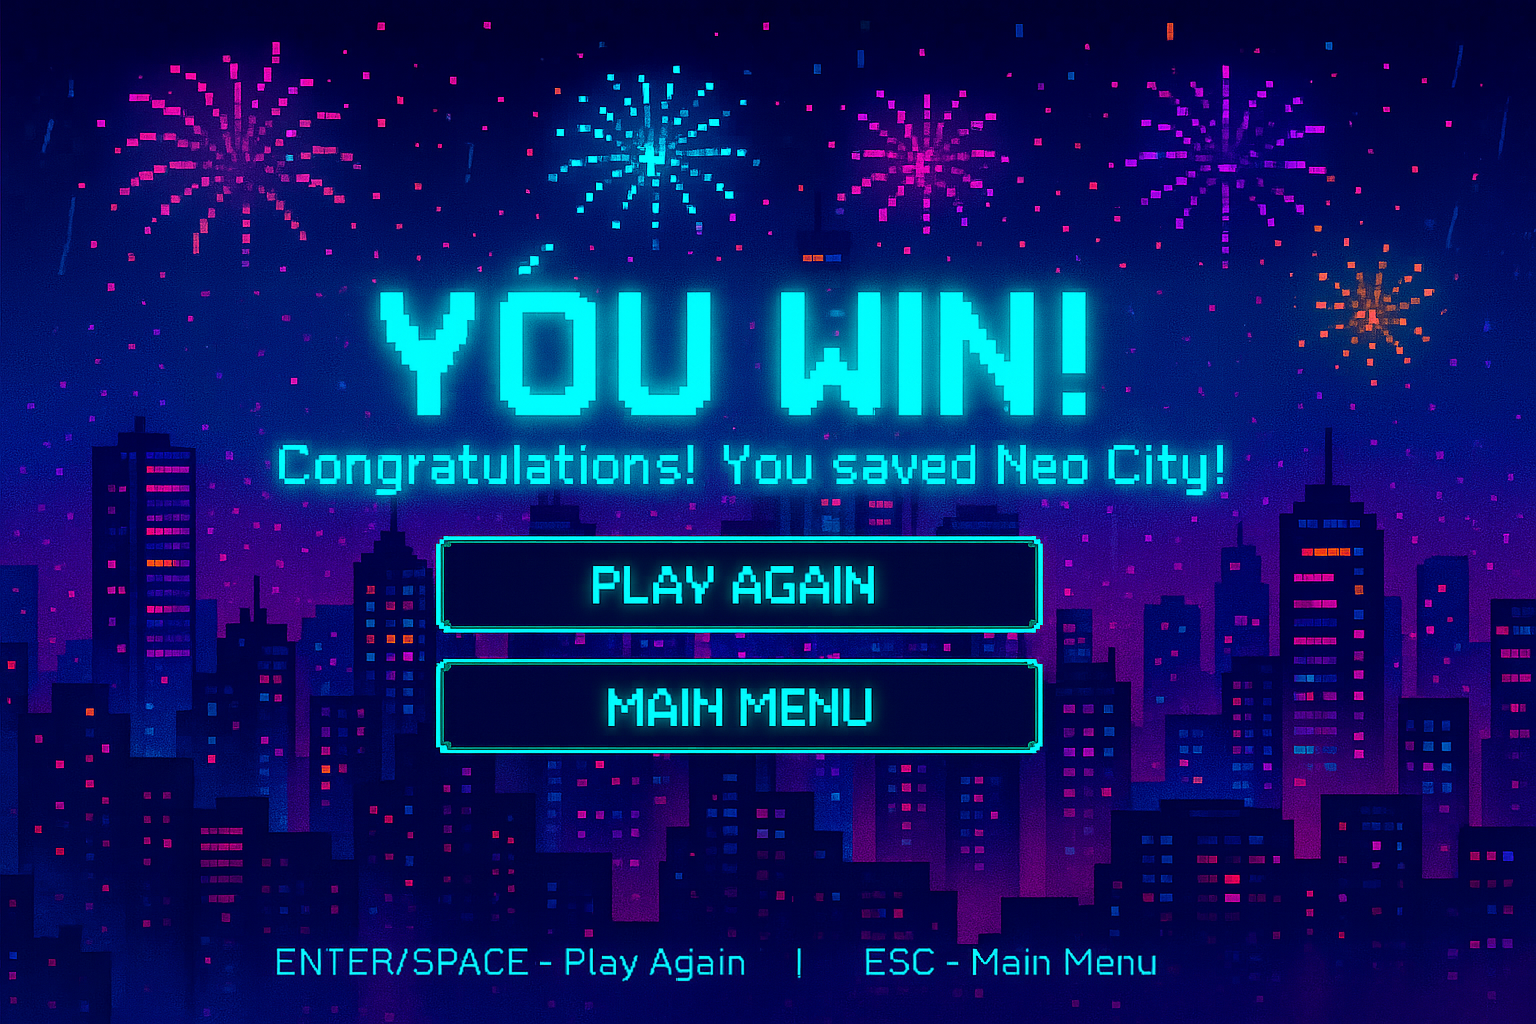 YOU WIN!
Congratulations! You saved Neo City!
PLAY AGAIN
MAIN MENU
ENTER/SPACE - Play Again | ESC - Main Menu